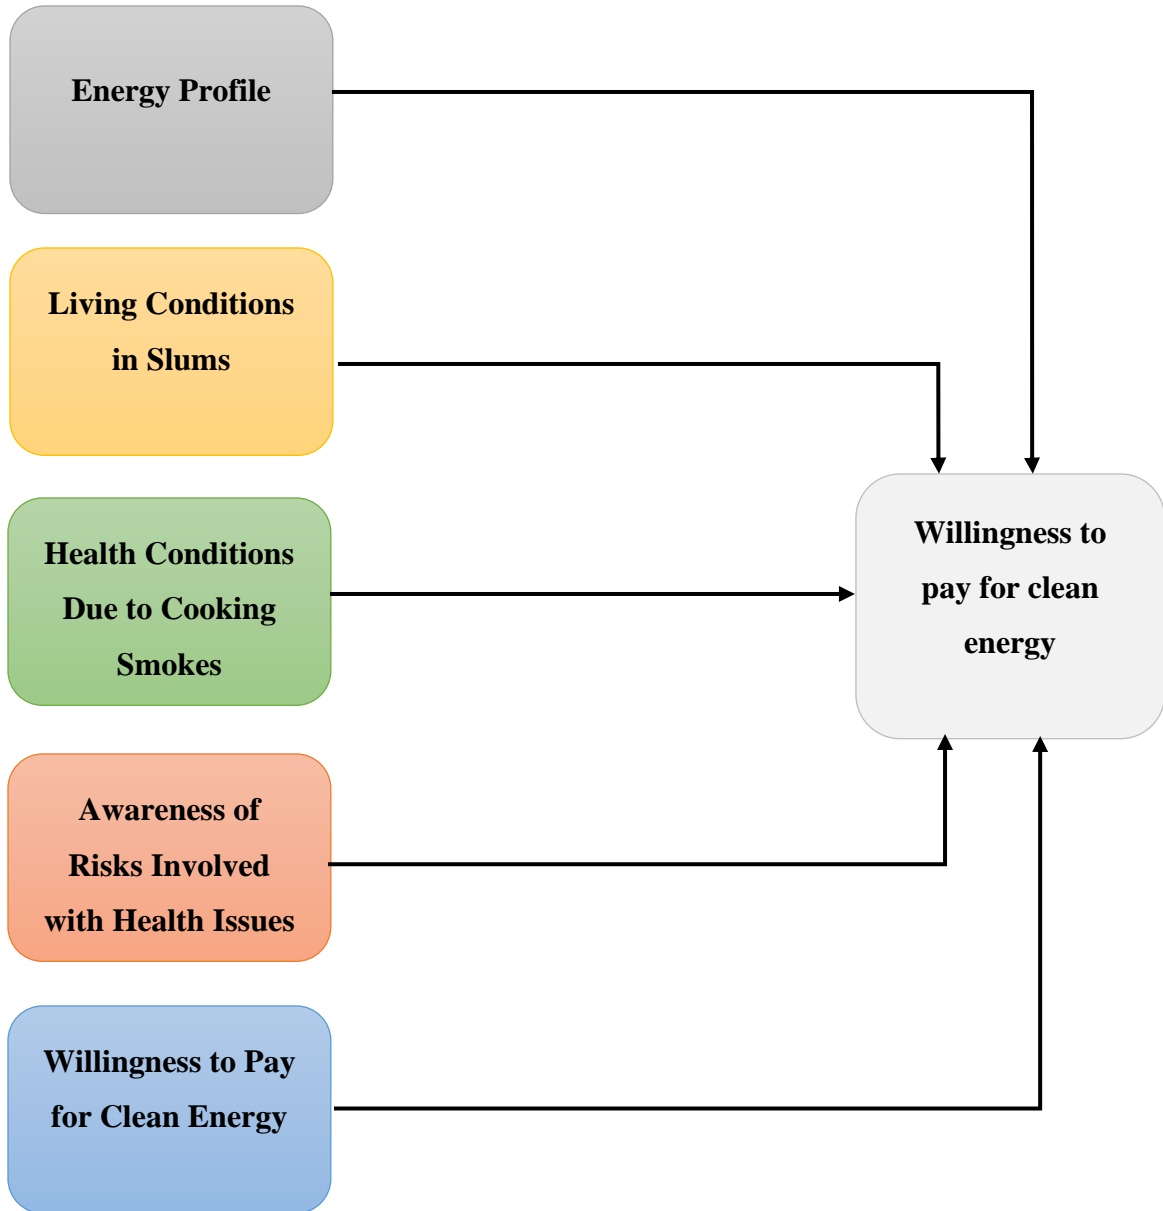 Energy Profile
Living Conditions
in Slums
Health Conditions
Due to Cooking
Smokes
Awareness of
Risks Involved
with Health Issues
Willingness to Pay
for Clean Energy
Willingness to
pay for clean
energy